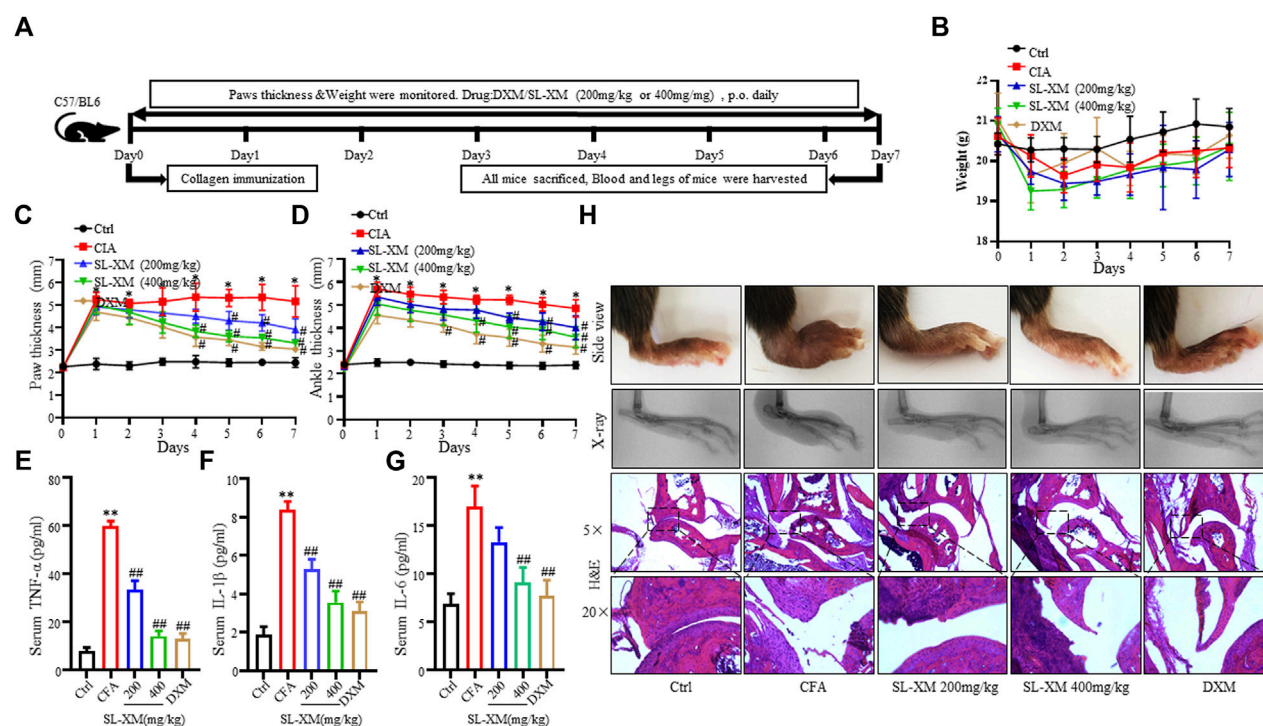 A
C57/BL6
Paws thickness &Weight were monitored. Drug:DXM/SL-XM (200mg/kg or 400mg/mg) , p.o. daily
Day0 Day1 Day2 Day3 Day4 Day5 Day6 Day7
Collagen immunization
All mice sacrificed, Blood and legs of mice were harvested
B
Ctrl
CIA
SL-XM (200mg/kg)
SL-XM (400mg/kg)
DXM
Weight (g)
22
21
20
19
18
0 1 2 3 4 5 6 7
Days
C
Ctrl
CIA
SL-XM (200mg/kg)
SL-XM (400mg/kg)
DXM
Paw thickness (mm)
7
6
5
4
3
2
1
0
* * * * * *
# # # #
# # # #
# # #
0 1 2 3 4 5 6 7
Days
D
Ctrl
CIA
SL-XM (200mg/kg)
SL-XM (400mg/kg)
DXM
Ankle thickness (mm)
7
6
5
4
3
2
1
0
* * * * * * *
# # # # #
# # #
# # #
0 1 2 3 4 5 6 7
Days
E
Serum TNF-α (pg/ml)
80
60
40
20
0
**
##
##
##
Ctrl CFA 200 400 DXM
SL-XM(mg/kg)
F
Serum IL-1β (pg/ml)
10
8
6
4
2
0
**
##
##
##
Ctrl CFA 200 400 DXM
SL-XM(mg/kg)
G
Serum IL-6 (pg/ml)
20
15
10
5
0
**
##
##
Ctrl CFA 200 400 DXM
SL-XM(mg/kg)
H
Side view
X-ray
H&E
5×
20×
Ctrl CFA SL-XM 200mg/kg SL-XM 400mg/kg DXM